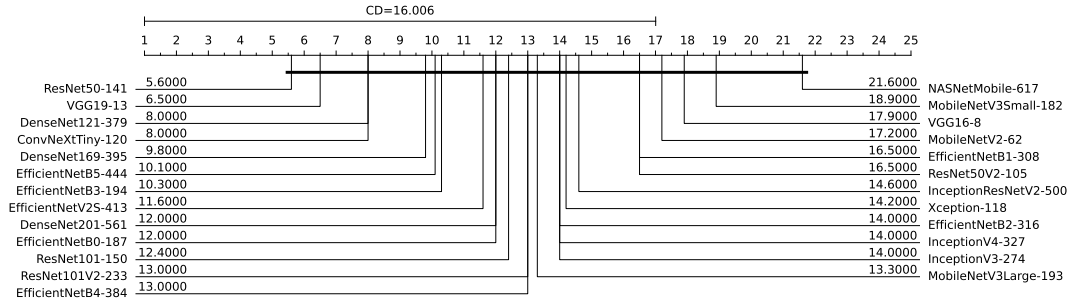 CD=16.006
1 2 3 4 5 6 7 8 9 10 11 12 13 14 15 16 17 18 19 20 21 22 23 24 25
ResNet50-141 5.6000 21.6000 NASNetMobile-617
VGG19-13 6.5000 18.9000 MobileNetV3Small-182
DenseNet121-379 8.0000 17.9000 VGG16-8
ConvNeXtTiny-120 8.0000 17.2000 MobileNetV2-62
DenseNet169-395 9.8000 16.5000 EfficientNetB1-308
EfficientNetB5-444 10.1000 16.5000 ResNet50V2-105
EfficientNetB3-194 10.3000 14.6000 InceptionResNetV2-500
EfficientNetV2S-413 11.6000 14.2000 Xception-118
DenseNet201-561 12.0000 14.0000 EfficientNetB2-316
EfficientNetB0-187 12.0000 14.0000 InceptionV4-327
ResNet101-150 12.4000 14.0000 InceptionV3-274
ResNet101V2-233 13.0000 13.3000 MobileNetV3Large-193
EfficientNetB4-384 13.0000